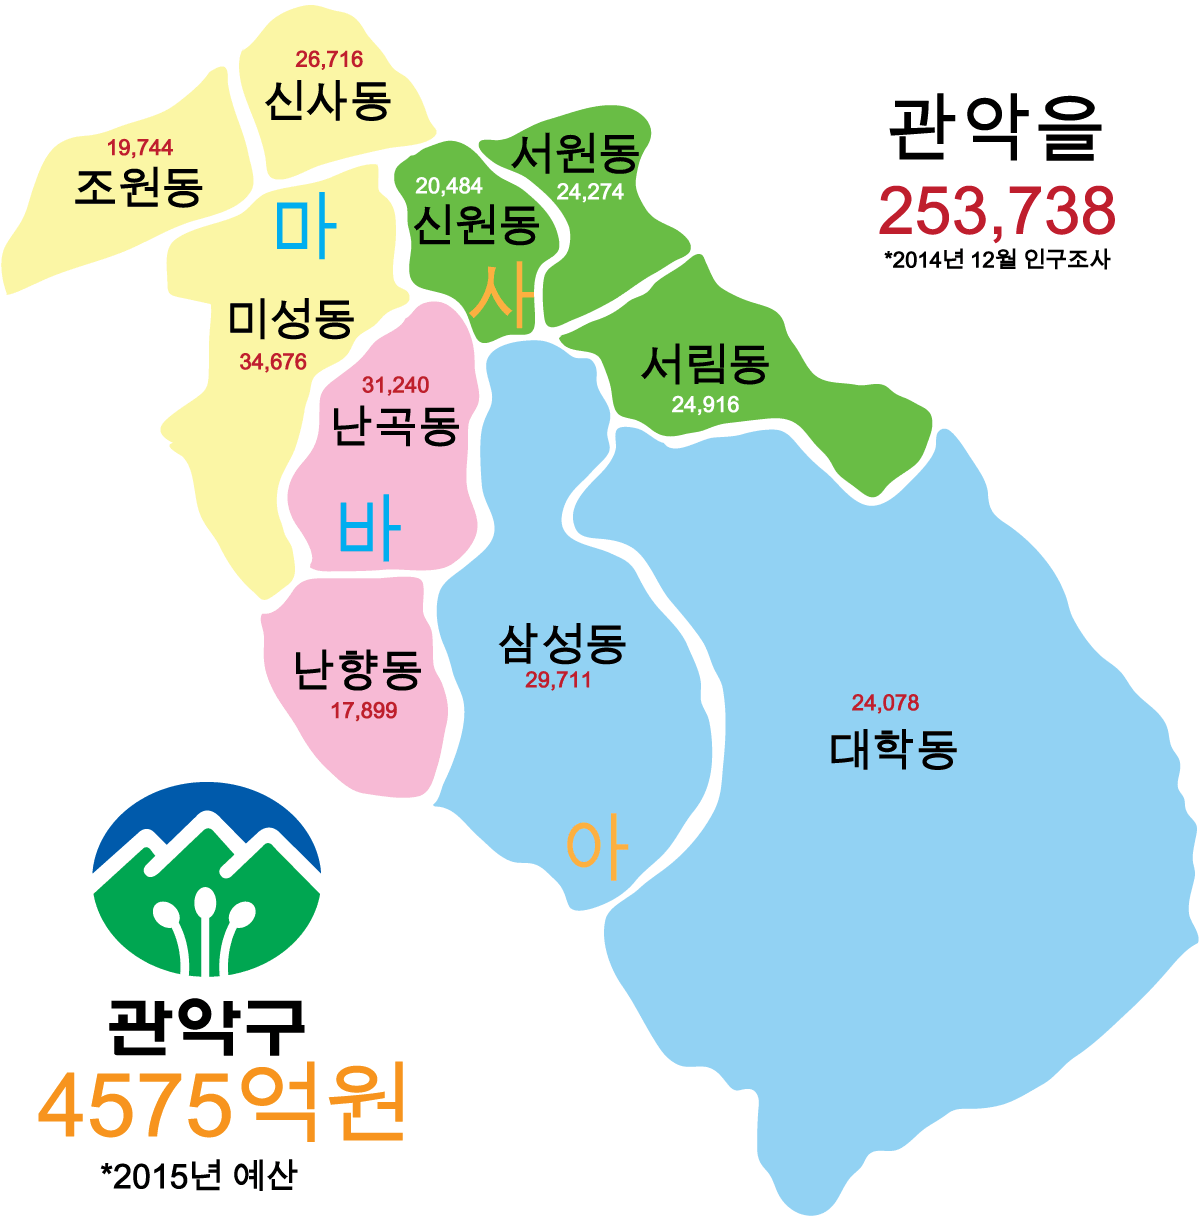 26,716
신사동
19,744
조원동
마
미성동
34,676
서원동
24,274
20,484
신원동
사
서림동
24,916
관악을
253,738
*2014년 12월 인구조사
31,240
난곡동
바
난향동
17,899
삼성동
29,711
아
24,078
대학동
관악구
4575억원
*2015년 예산